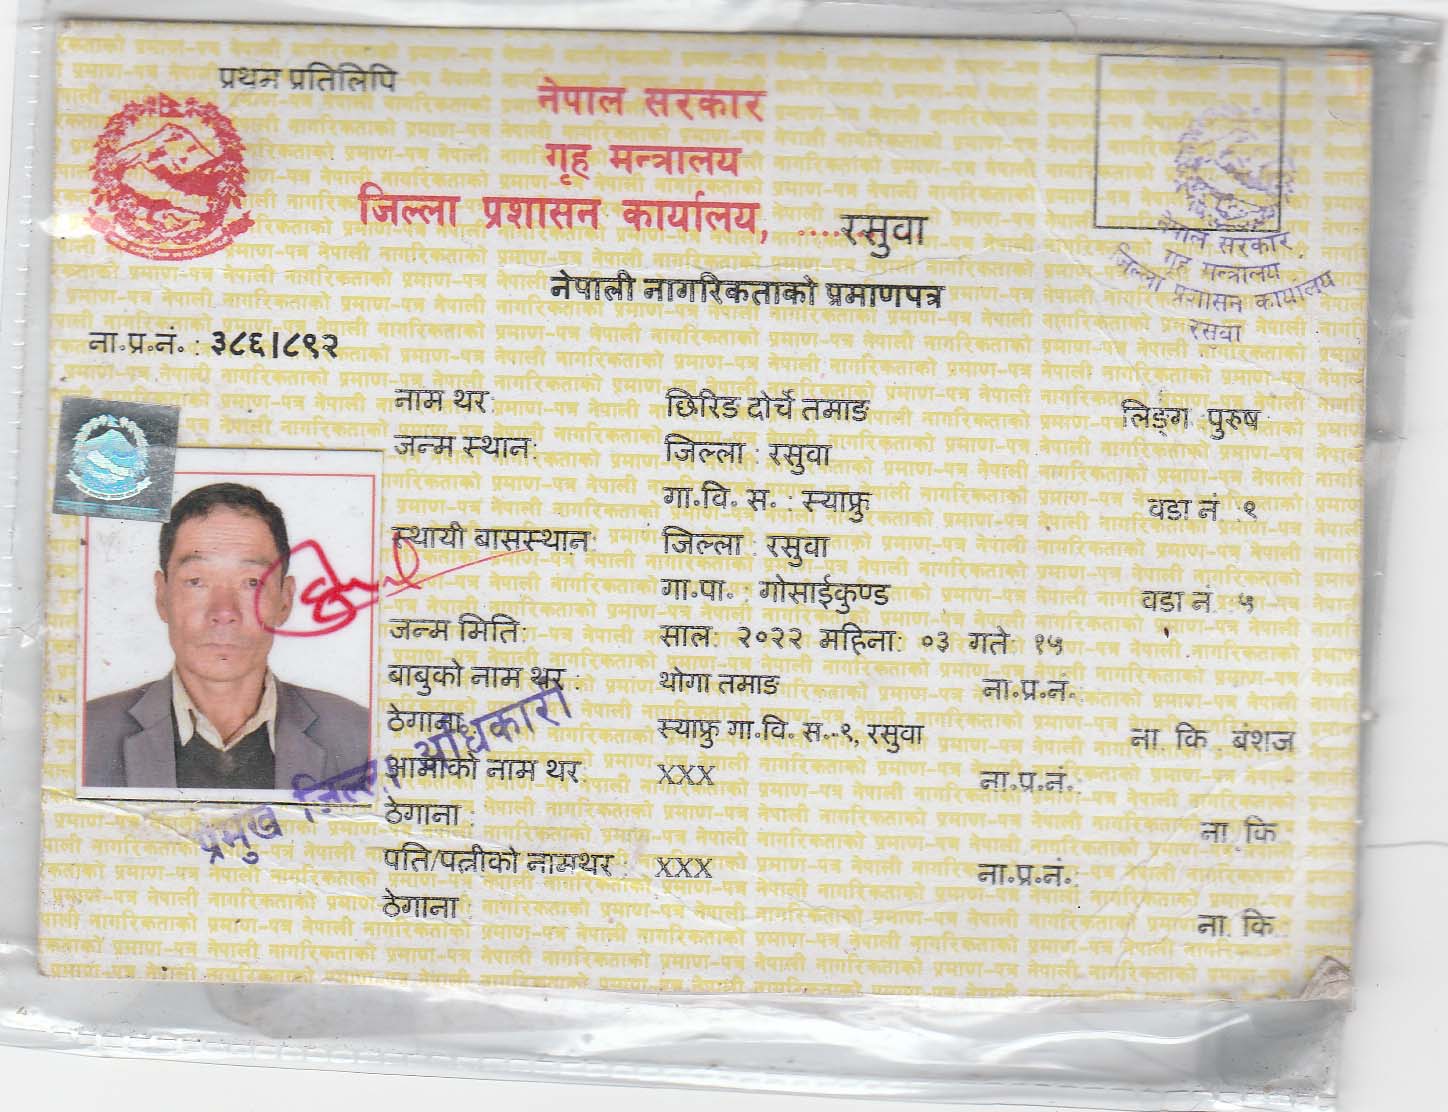 प्रथम प्रतिलिपि
नेपाल सरकार
गृह मन्त्रालय
जिल्ला प्रशासन कार्यालय, ....रसुवा
नेपाल सरकार
गृह मन्त्रालय
जिल्ला प्रशासन कार्यालय
रसुवा
नेपाली नागरिकताको प्रमाणपत्र
ना.प्र.नं. : ३८६।८९२
नाम थर: छिरिङ दोर्चे तमाङ लिङ्ग पुरुष
जन्म स्थान: जिल्ला : रसुवा
गा.वि. स. : स्याफ्रु वडा नं. ९
स्थायी बासस्थान: जिल्ला : रसुवा
गा.पा. : गोसाईकुण्ड वडा नं. ५
जन्म मिति: साल: २०२२ महिना: ०३ गते १५
बाबुको नाम थर : थोगा तमाङ ना.प्र.नं.
ठेगाना: स्याफ्रु गा.वि. स.-९, रसुवा ना. कि. बंशज
आमाको नाम थर: XXX ना.प्र.नं.
ठेगाना : ना. कि
पति/पत्नीको नामथर : XXX ना.प्र.नं.
ठेगाना ना. कि.
प्रमुख जिल्ला अधिकारी